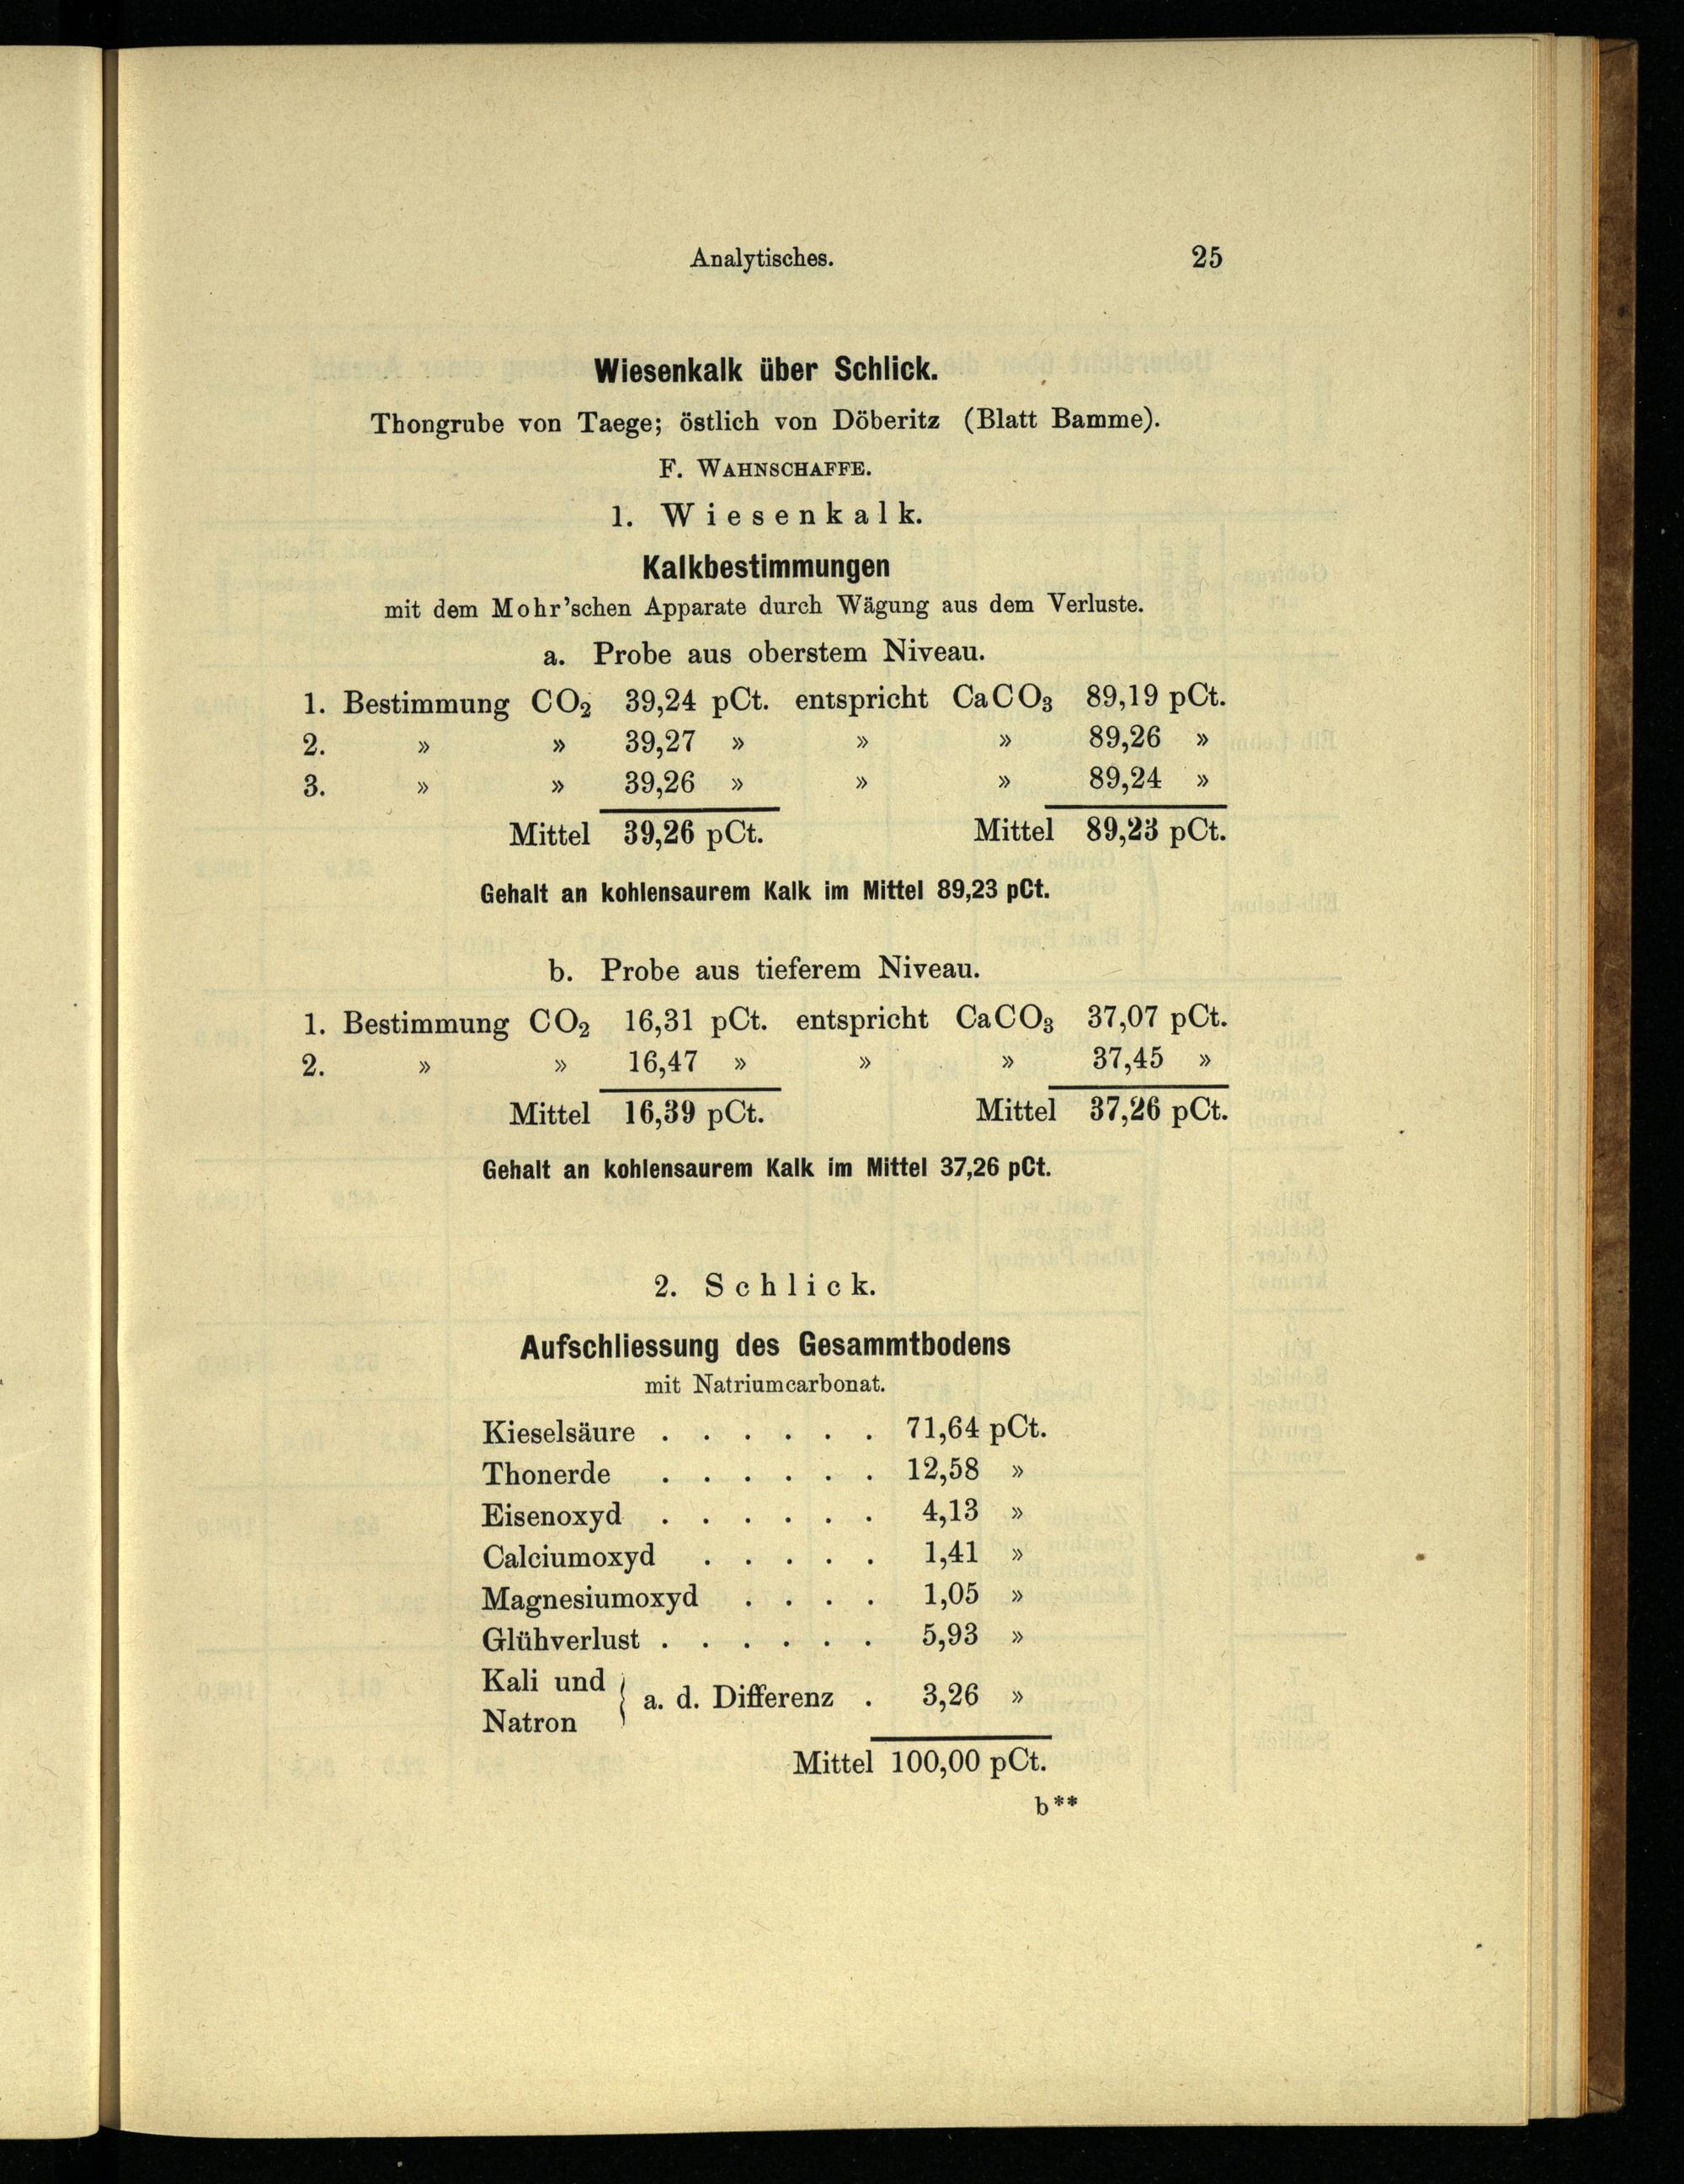 Analytisches. 25
Wiesenkalk über Schlick.
Thongrube von Taege; östlich von Döberitz (Blatt Bamme).
F. WAHNSCHAFFE.
1. Wiesenkalk.
Kalkbestimmungen
mit dem Mohr'schen Apparate durch Wägung aus dem Verluste.
a. Probe aus oberstem Niveau.
1. Bestimmung CO₂ 39,24 pCt. entspricht CaCO₃ 89,19 pCt.
2. » » 39,27 » » » 89,26 »
3. » » 39,26 » » » 89,24 »
Mittel 39,26 pCt. Mittel 89,23 pCt.
Gehalt an kohlensaurem Kalk im Mittel 89,23 pCt.
b. Probe aus tieferem Niveau.
1. Bestimmung CO₂ 16,31 pCt. entspricht CaCO₃ 37,07 pCt.
2. » » 16,47 » » » 37,45 »
Mittel 16,39 pCt. Mittel 37,26 pCt.
Gehalt an kohlensaurem Kalk im Mittel 37,26 pCt.
2. Schlick.
Aufschliessung des Gesammtbodens
mit Natriumcarbonat.
Kieselsäure . . . . . . 71,64 pCt.
Thonerde . . . . . . 12,58 »
Eisenoxyd . . . . . . 4,13 »
Calciumoxyd . . . . . 1,41 »
Magnesiumoxyd . . . . 1,05 »
Glühverlust . . . . . . 5,93 »
Kali und
Natron } a. d. Differenz . 3,26 »
Mittel 100,00 pCt.
b**